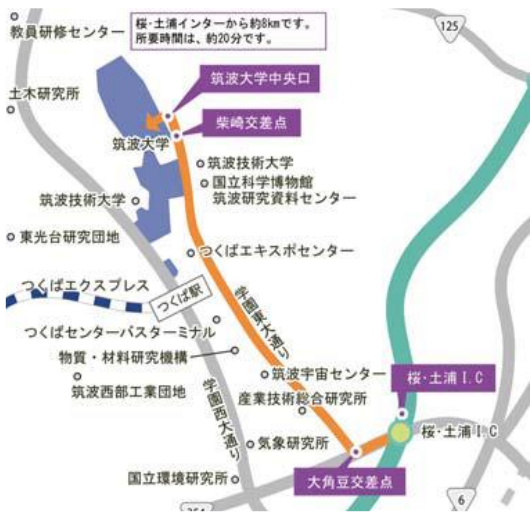 教員研修センター
桜・土浦インターから約8kmです。
所要時間は、約20分です。
125
土木研究所
筑波大学中央口
柴崎交差点
筑波大学
筑波技術大学
国立科学博物館
筑波研究資料センター
筑波技術大学
東光台研究団地
つくばエキスポセンター
つくばエクスプレス
つくば駅
学園東大通り
つくばセンターバスターミナル
物質・材料研究機構
筑波西部工業団地
学園西大通り
筑波宇宙センター
桜・土浦I.C
産業技術総合研究所
桜・土浦I.C
気象研究所
国立環境研究所
大角豆交差点
6